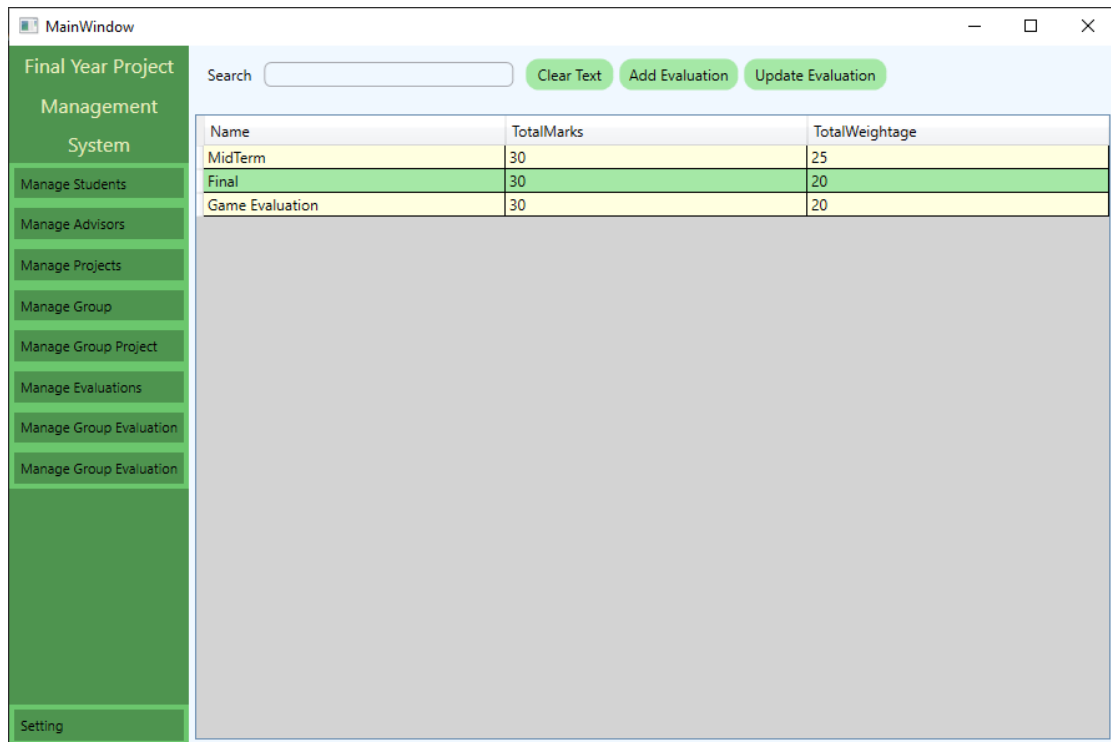 MainWindow
Final Year Project
Management
System
Manage Students
Manage Advisors
Manage Projects
Manage Group
Manage Group Project
Manage Evaluations
Manage Group Evaluation
Manage Group Evaluation
Setting
Search Clear Text Add Evaluation Update Evaluation
Name TotalMarks TotalWeightage
MidTerm 30 25
Final 30 20
Game Evaluation 30 20